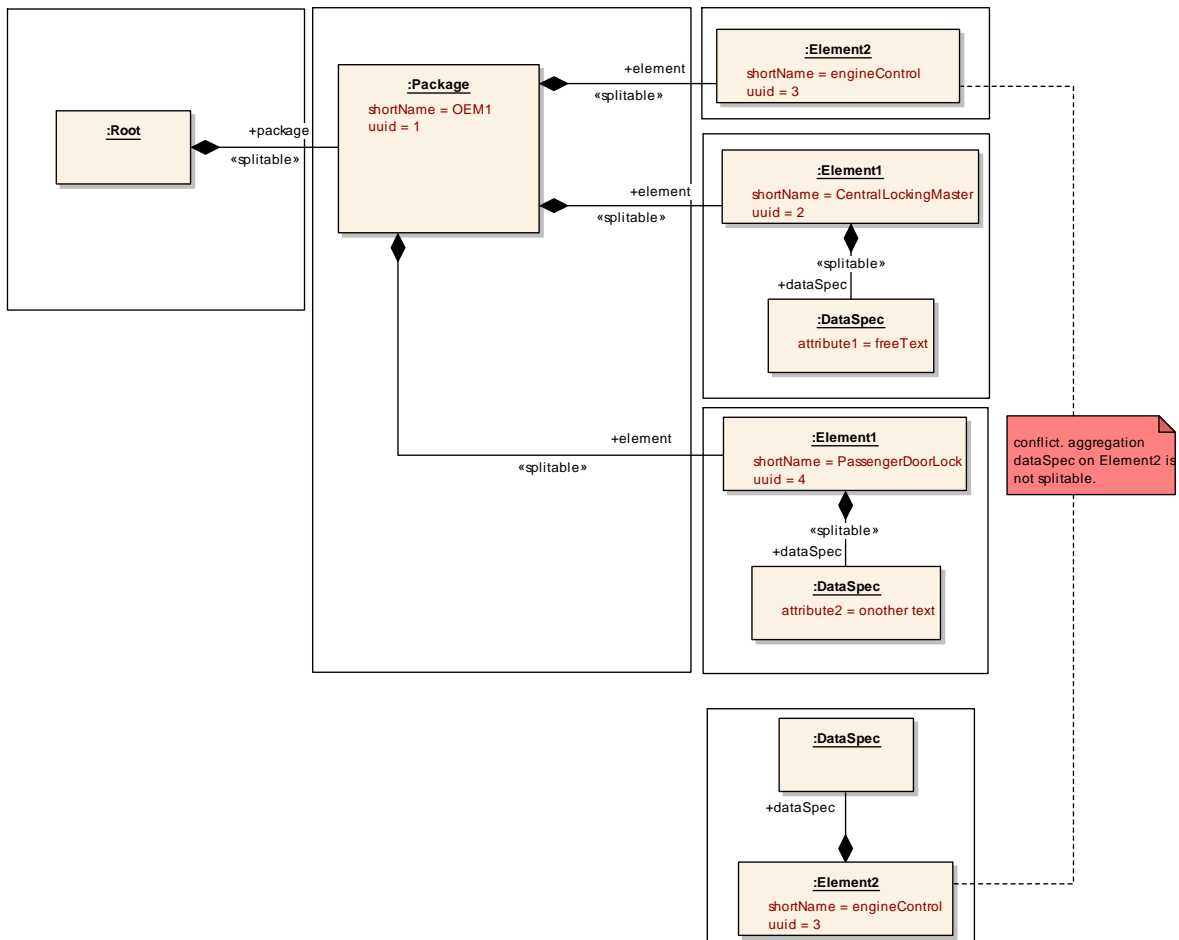 :Root
+package
«splitable»
:Package
shortName = OEM1
uuid = 1
+element
«splitable»
:Element2
shortName = engineControl
uuid = 3
+element
«splitable»
:Element1
shortName = CentralLockingMaster
uuid = 2
«splitable»
+dataSpec
:DataSpec
attribute1 = freeText
+element
«splitable»
:Element1
shortName = PassengerDoorLock
uuid = 4
«splitable»
+dataSpec
:DataSpec
attribute2 = onother text
conflict. aggregation
dataSpec on Element2 is
not splitable.
:DataSpec
+dataSpec
:Element2
shortName = engineControl
uuid = 3